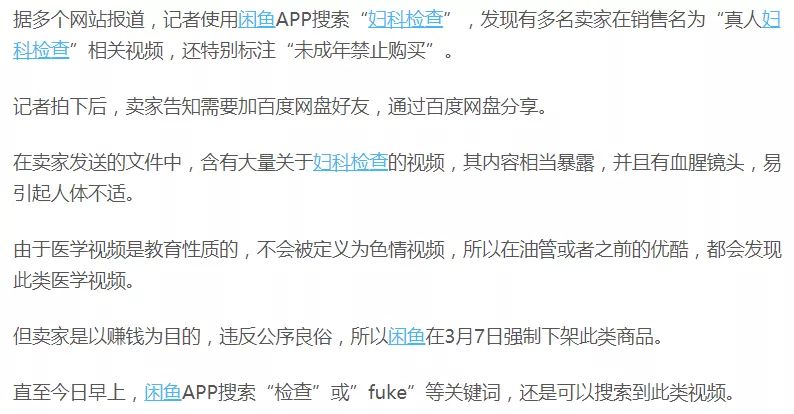 据多个网站报道，记者使用闲鱼APP搜索“妇科检查”，发现有多名卖家在销售名为“真人妇
科检查”相关视频，还特别标注“未成年禁止购买”。
记者拍下后，卖家告知需要加百度网盘好友，通过百度网盘分享。
在卖家发送的文件中，含有大量关于妇科检查的视频，其内容相当暴露，并且有血腥镜头，易
引起人体不适。
由于医学视频是教育性质的，不会被定义为色情视频，所以在油管或者之前的优酷，都会发现
此类医学视频。
但卖家是以赚钱为目的，违反公序良俗，所以闲鱼在3月7日强制下架此类商品。
直至今日早上，闲鱼APP搜索“检查”或”fuke”等关键词，还是可以搜索到此类视频。